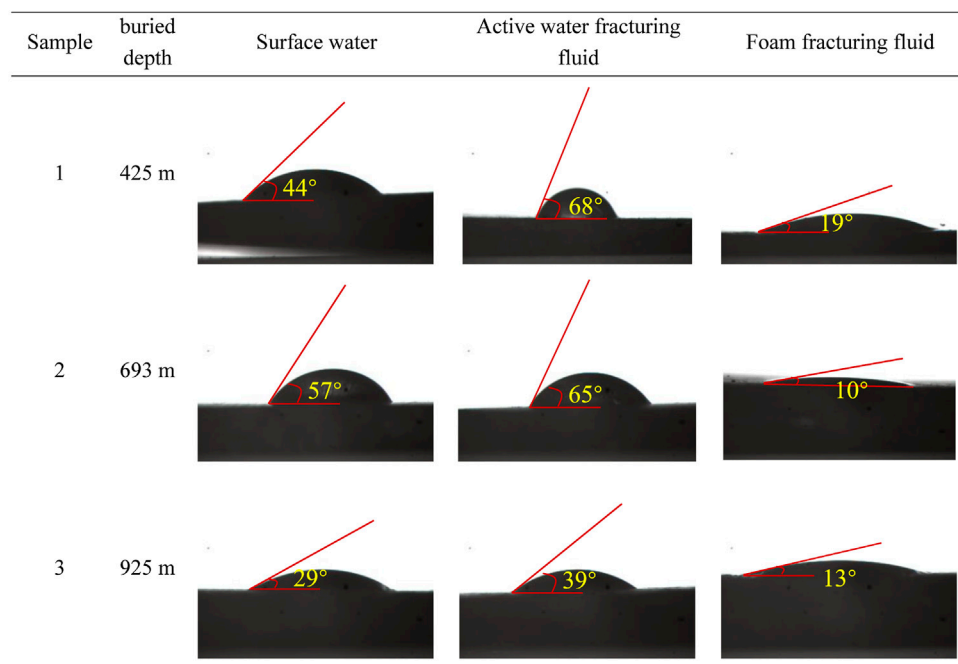 Sample
buried
depth
Surface water
Active water fracturing
fluid
Foam fracturing fluid
1
425 m
44°
68°
19°
2
693 m
57°
65°
10°
3
925 m
29°
39°
13°